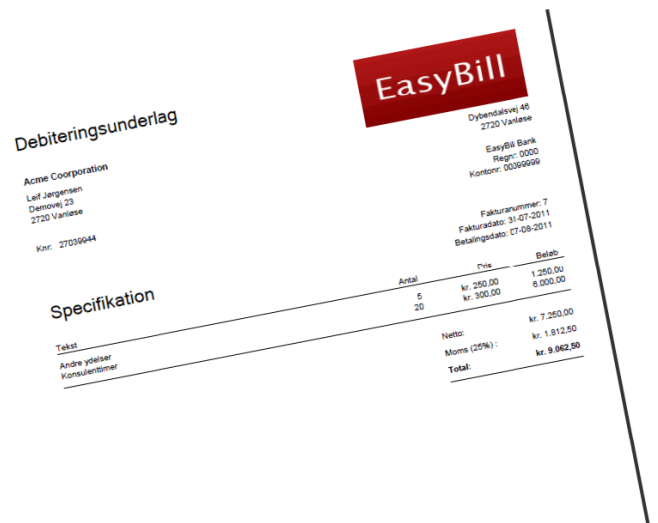 EasyBill
Debiteringsunderlag
Dybendalsvej 46
2720 Vanløse
EasyBill Bank
Regnr: 0000
Kontonr: 00099999
Acme Coorporation
Leif Jørgensen
Demovej 23
2720 Vanløse
Knr: 27039944
Fakturanummer: 7
Fakturadato: 31-07-2011
Betalingsdato: 07-08-2011
Specifikation
Tekst Antal Pris Beløb
Andre ydelser 5 kr. 250,00 1.250,00
Konsulenttimer 20 kr. 300,00 6.000,00
Netto: kr. 7.250,00
Moms (25%) : kr. 1.812,50
Total: kr. 9.062,50